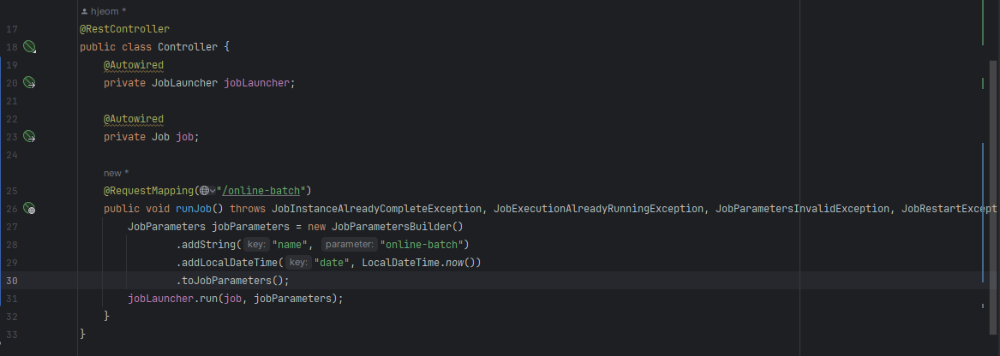 hjeom *
17 @RestController
18 public class Controller {
19 @Autowired
20 private JobLauncher jobLauncher;
21
22 @Autowired
23 private Job job;
24
new *
25 @RequestMapping("/online-batch")
26 public void runJob() throws JobInstanceAlreadyCompleteException, JobExecutionAlreadyRunningException, JobParametersInvalidException, JobRestartExcept
27 JobParameters jobParameters = new JobParametersBuilder()
28 .addString( key: "name", parameter: "online-batch")
29 .addLocalDateTime( key: "date", LocalDateTime.now())
30 .toJobParameters();
31 jobLauncher.run(job, jobParameters);
32 }
33 }